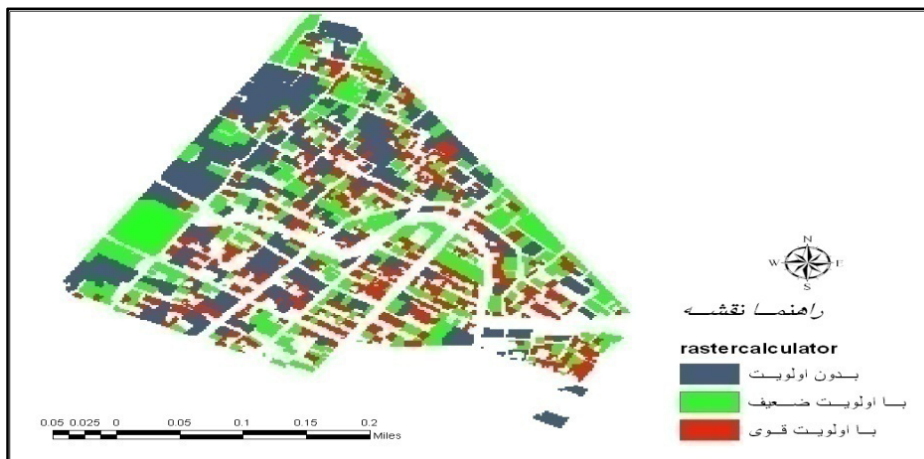 N
W E
S
راهنما نقشه
rastercalculator
بدون اولویت
با اولویت ضعیف
با اولویت قوی
0.05 0.025 0 0.05 0.1 0.15 0.2
Miles